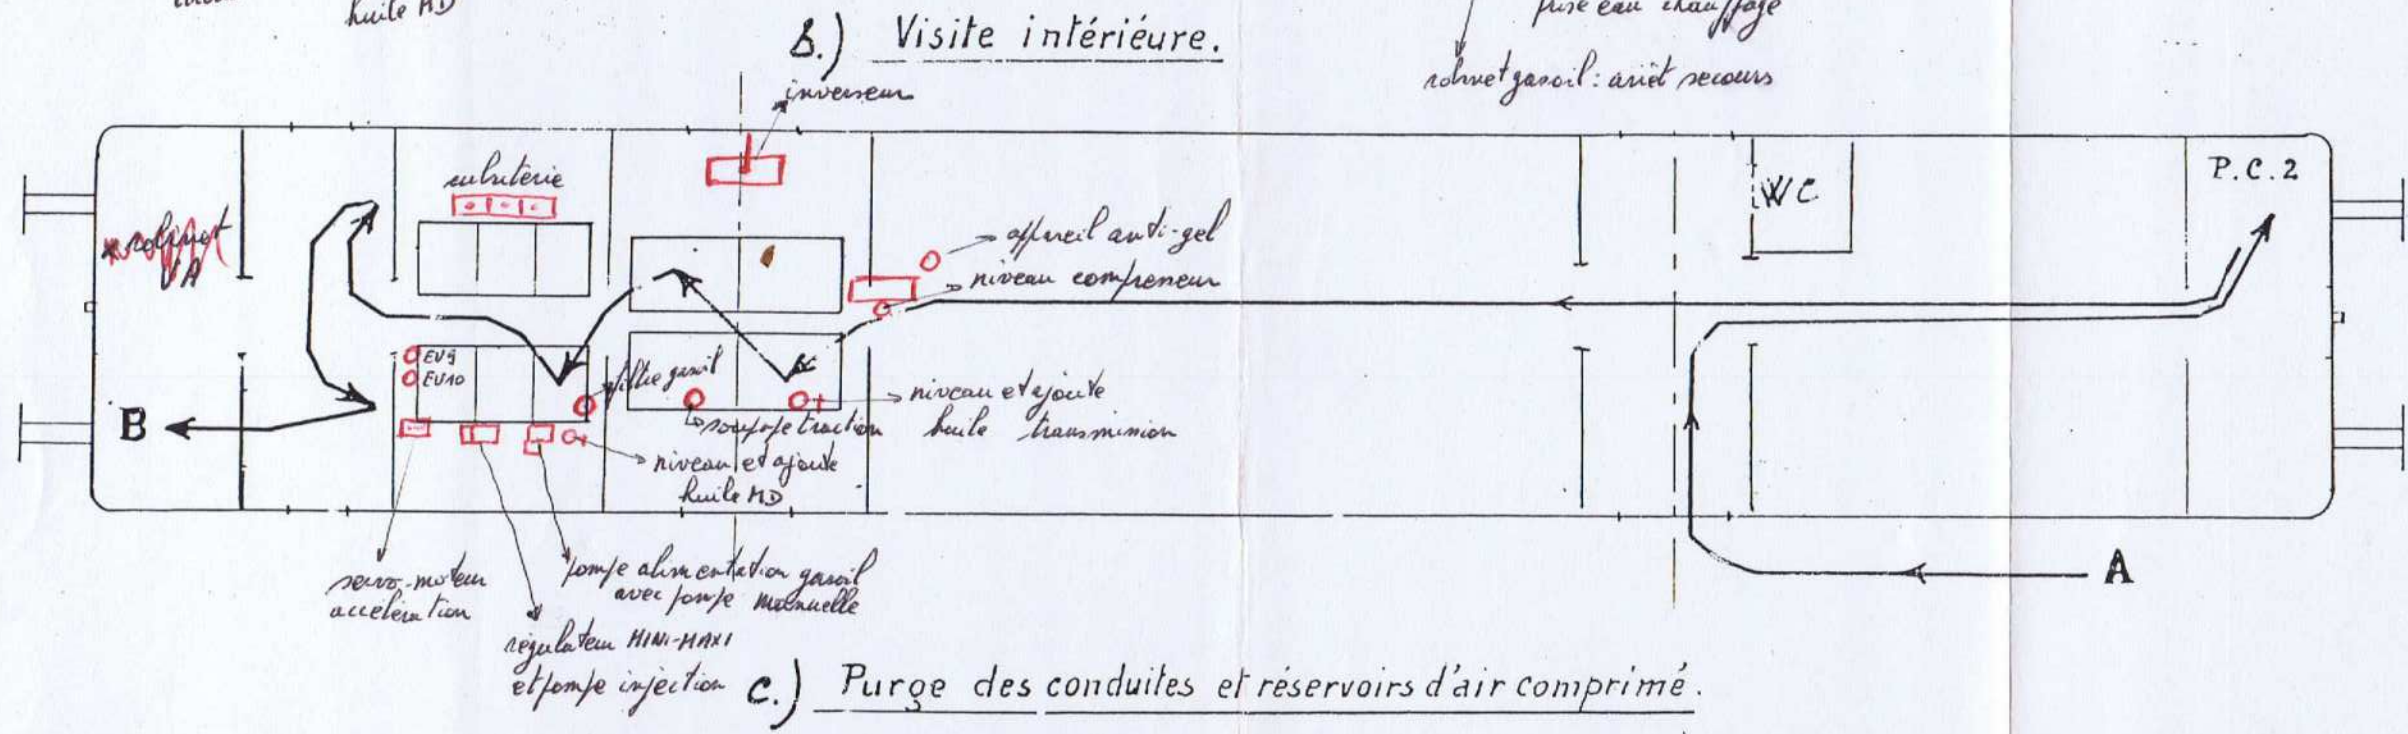 huile MD
prise eau chauffage
B.) Visite intérieure.
robinet gasoil : arrêt secours
inverseur
P.C.2
culbuterie
WC
robinet
VA
appareil anti-gel
niveau compresseur
EV9
EV10
filtre gasoil
B
niveau et ajoute
huile transmission
soupape traction
niveau et ajoute
huile MD
A
servo-moteur
accélération
pompe alimentation gasoil
avec pompe manuelle
régulateur MINI-MAXI
et pompe injection
C.) Purge des conduites et réservoirs d'air comprimé.